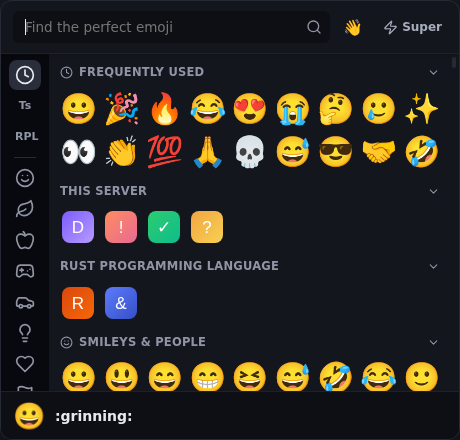 Find the perfect emoji
👋
Super
FREQUENTLY USED
Ts
RPL
😀 🎉 🔥 😂 😍 😭 🤔 🥲 ✨
👀 👏 💯 🙏 💀 😅 😎 🤝 🤣
THIS SERVER
D ! ✓ ?
RUST PROGRAMMING LANGUAGE
R &
SMILEYS & PEOPLE
😀 😃 😄 😁 😆 😅 🤣 😂 🙂
😀 :grinning: